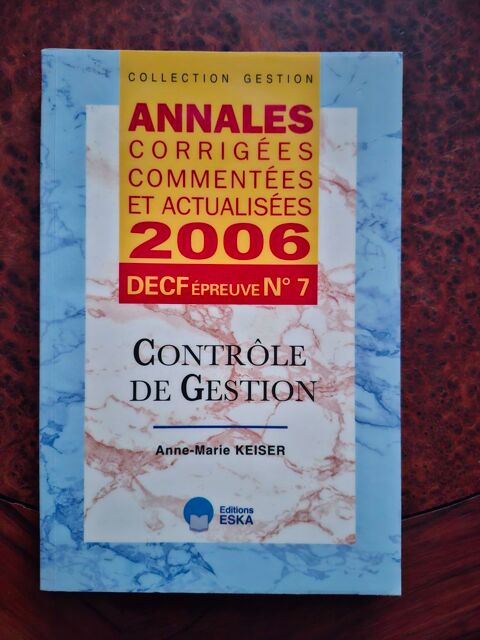 COLLECTION GESTION
ANNALES
CORRIGÉES
COMMENTÉES
ET ACTUALISÉES
2006
DECF ÉPREUVE N° 7
CONTRÔLE
DE GESTION
Anne-Marie KEISER
Editions
ESKA